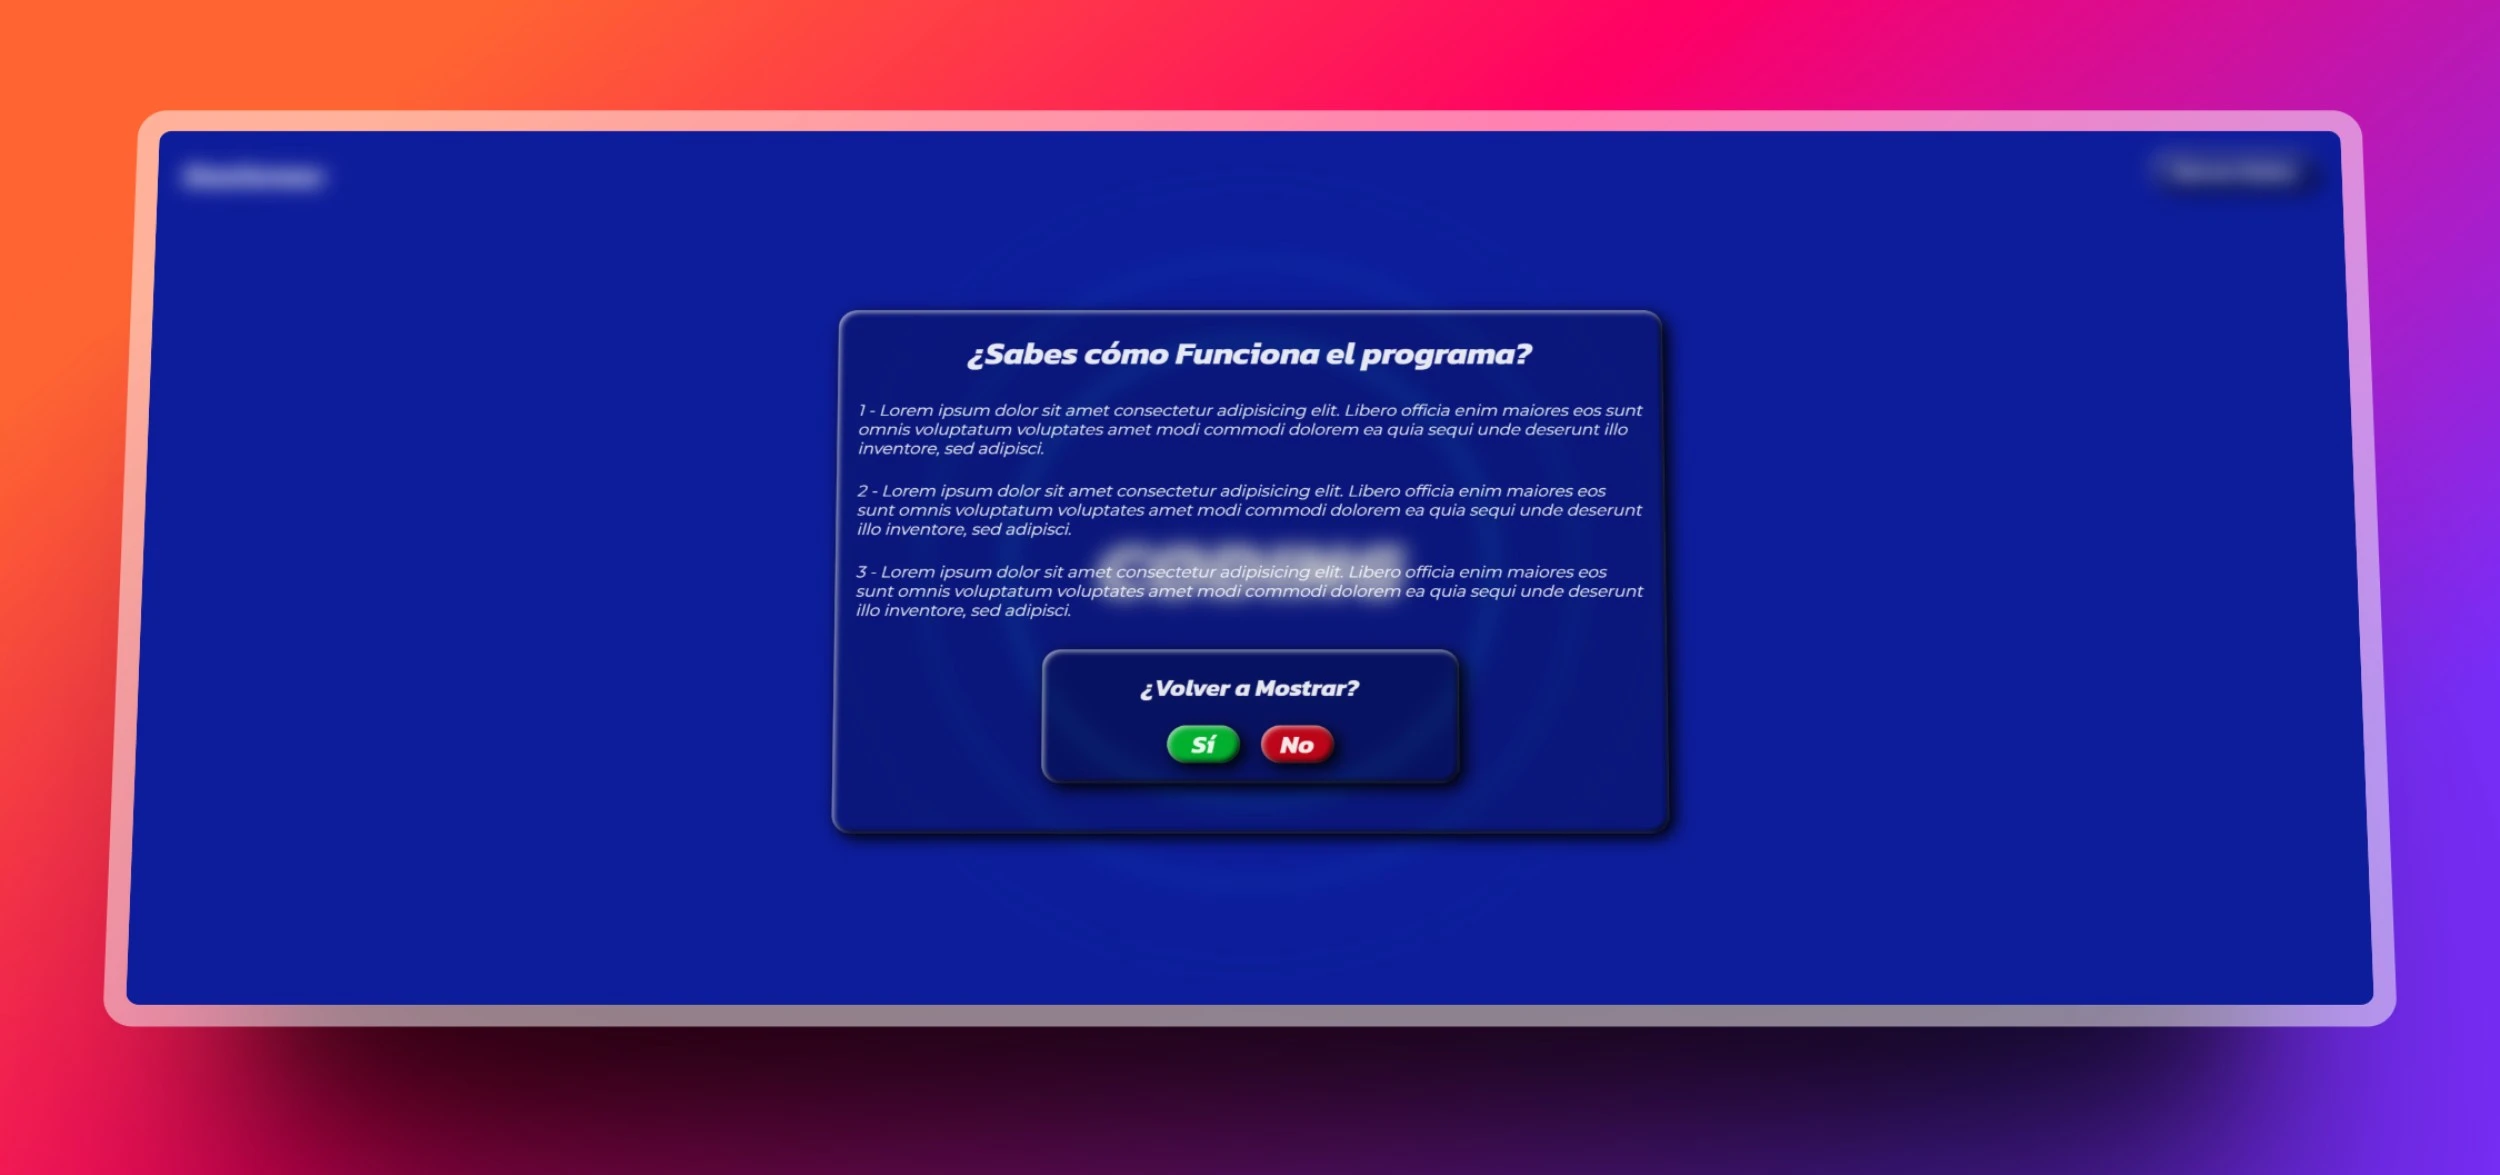 ¿Sabes cómo Funciona el programa?
1 - Lorem ipsum dolor sit amet consectetur adipisicing elit. Libero officia enim maiores eos sunt
omnis voluptatum voluptates amet modi commodi dolorem ea quia sequi unde deserunt illo
inventore, sed adipisci.
2 - Lorem ipsum dolor sit amet consectetur adipisicing elit. Libero officia enim maiores eos
sunt omnis voluptatum voluptates amet modi commodi dolorem ea quia sequi unde deserunt
illo inventore, sed adipisci.
3 - Lorem ipsum dolor sit amet consectetur adipisicing elit. Libero officia enim maiores eos
sunt omnis voluptatum voluptates amet modi commodi dolorem ea quia sequi unde deserunt
illo inventore, sed adipisci.
¿Volver a Mostrar?
Sí No